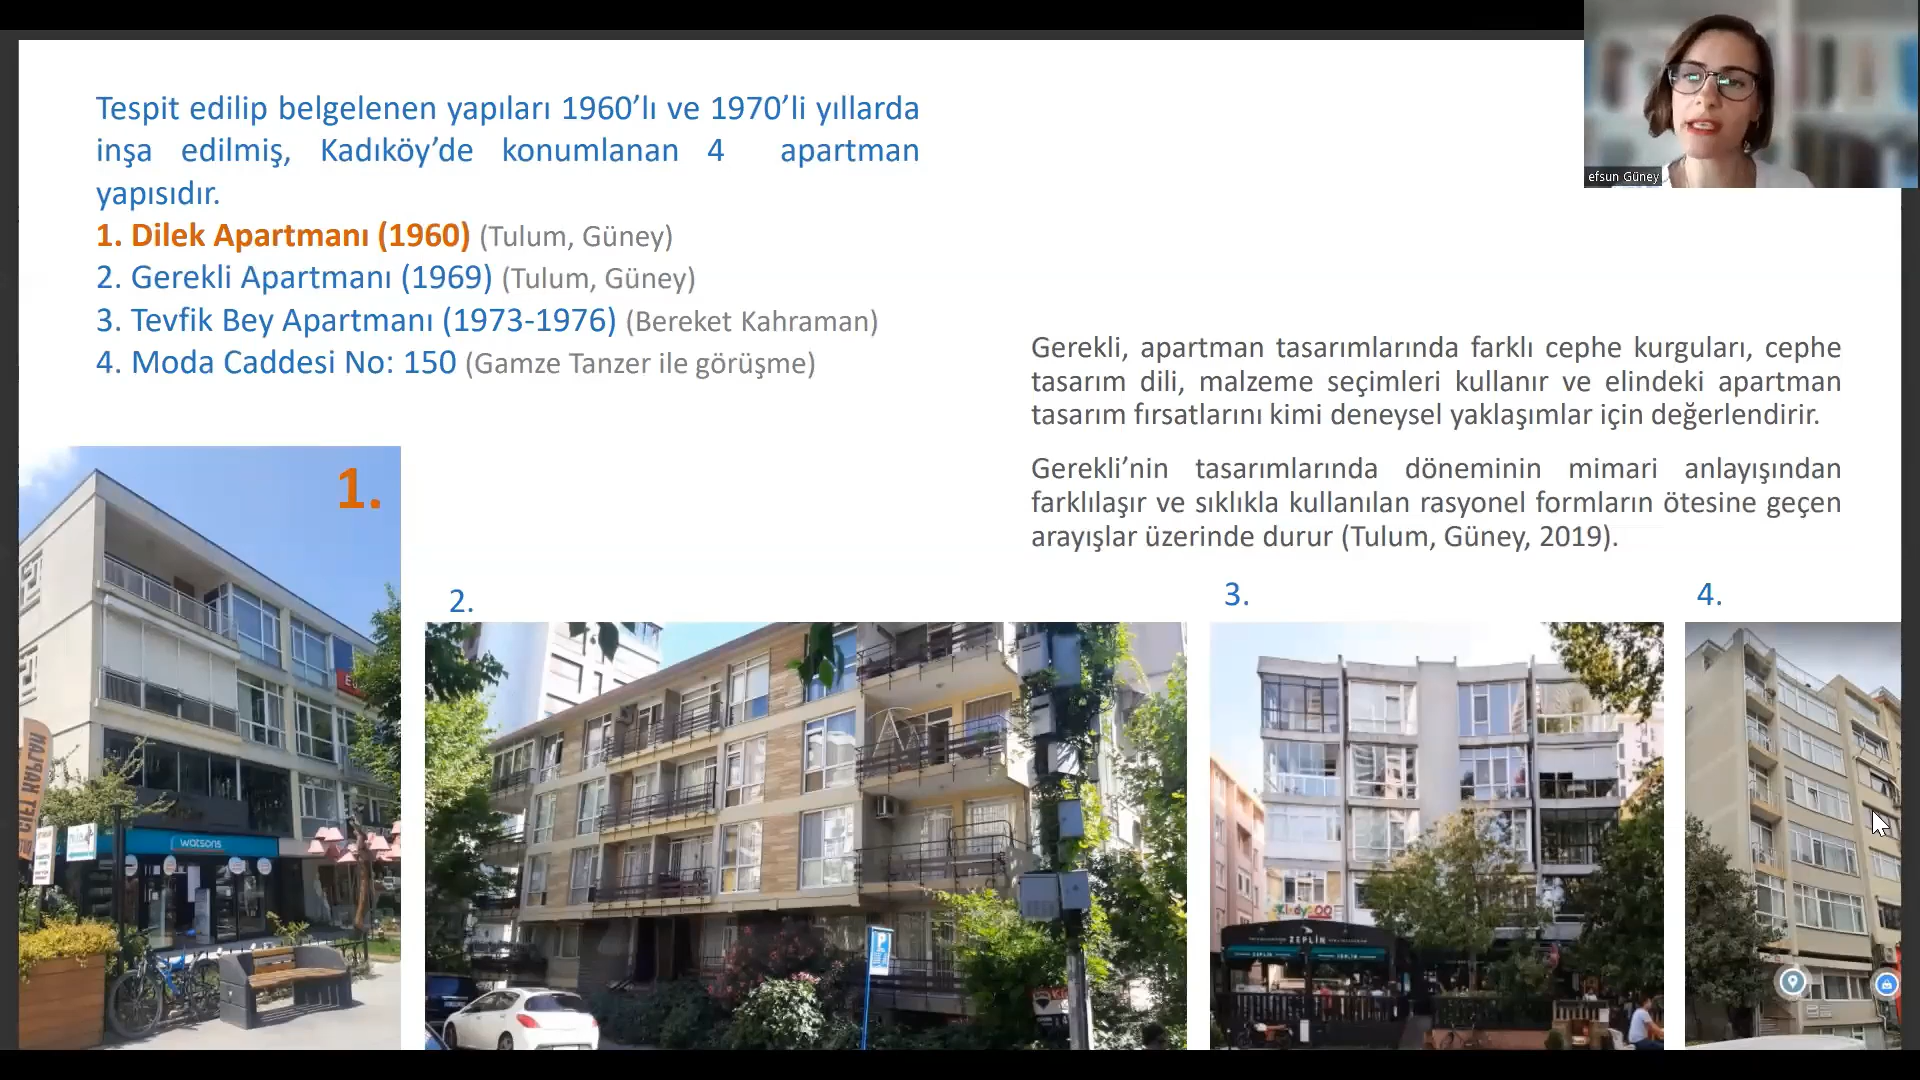 efsun Güney
Tespit edilip belgelenen yapıları 1960’lı ve 1970’li yıllarda
inşa edilmiş, Kadıköy’de konumlanan 4 apartman
yapısıdır.
1. Dilek Apartmanı (1960) (Tulum, Güney)
2. Gerekli Apartmanı (1969) (Tulum, Güney)
3. Tevfik Bey Apartmanı (1973-1976) (Bereket Kahraman)
4. Moda Caddesi No: 150 (Gamze Tanzer ile görüşme)
Gerekli, apartman tasarımlarında farklı cephe kurguları, cephe
tasarım dili, malzeme seçimleri kullanır ve elindeki apartman
tasarım fırsatlarını kimi deneysel yaklaşımlar için değerlendirir.
Gerekli’nin tasarımlarında döneminin mimari anlayışından
farklılaşır ve sıklıkla kullanılan rasyonel formların ötesine geçen
arayışlar üzerinde durur (Tulum, Güney, 2019).
1.
2.
3.
4.
watsons
P
ZEPLİN